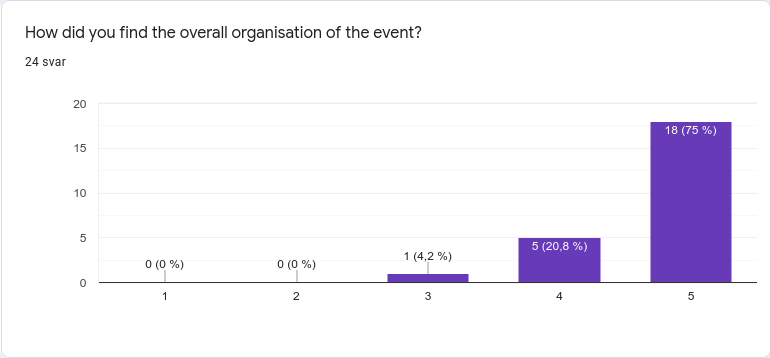 How did you find the overall organisation of the event?
24 svar
20
15
10
5
0
0 (0 %)
0 (0 %)
1 (4,2 %)
5 (20,8 %)
18 (75 %)
1 2 3 4 5